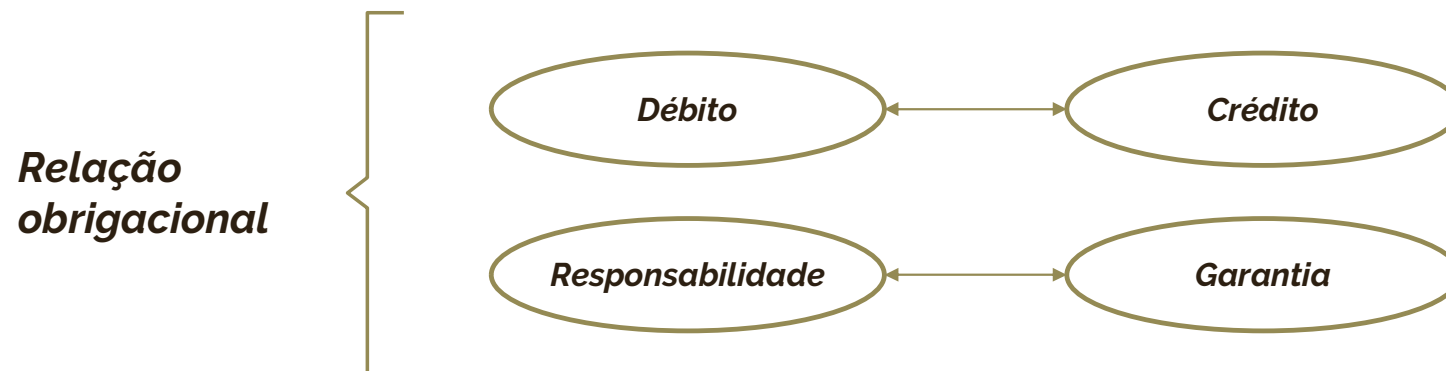 Relação
obrigacional
Débito
Crédito
Responsabilidade
Garantia